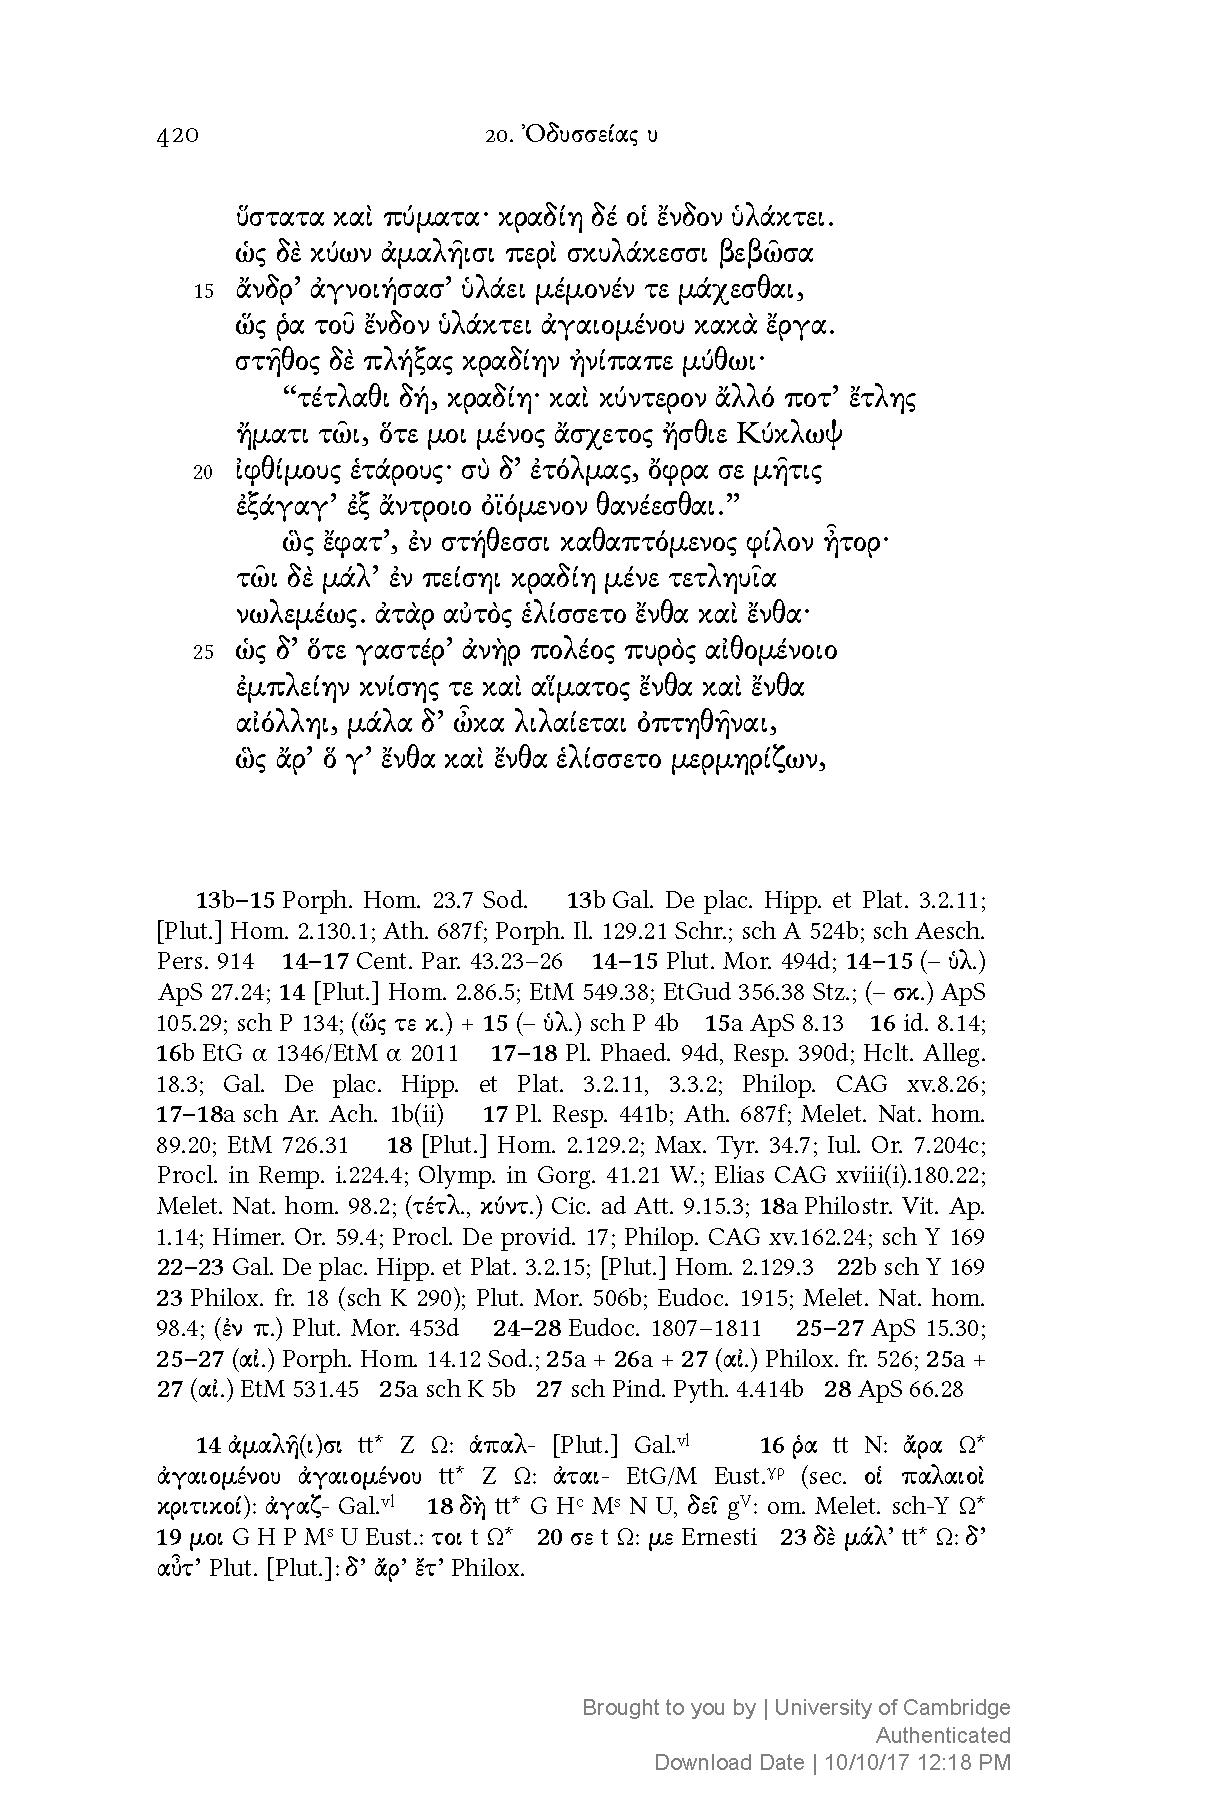 420 20. Ὀδυσσείας υ
ὕστατα καὶ πύματα· κραδίη δέ οἱ ἔνδον ὑλάκτει.
ὡς δὲ κύων ἀμαλῆισι περὶ σκυλάκεσσι βεβῶσα
15 ἄνδρ’ ἀγνοιήσασ’ ὑλάει μέμονέν τε μάχεσθαι,
ὥς ῥα τοῦ ἔνδον ὑλάκτει ἀγαιομένου κακὰ ἔργα.
στῆθος δὲ πλήξας κραδίην ἠνίπαπε μύθωι·
“τέτλαθι δή, κραδίη· καὶ κύντερον ἄλλό ποτ’ ἔτλης
ἤματι τῶι, ὅτε μοι μένος ἄσχετος ἤσθιε Κύκλωψ
20 ἰφθίμους ἑτάρους· σὺ δ’ ἐτόλμας, ὄφρα σε μῆτις
ἐξάγαγ’ ἐξ ἄντροιο ὀϊόμενον θανέεσθαι.”
ὣς ἔφατ’, ἐν στήθεσσι καθαπτόμενος φίλον ἦτορ·
τῶι δὲ μάλ’ ἐν πείσηι κραδίη μένε τετληυῖα
νωλεμέως. ἀτὰρ αὐτὸς ἑλίσσετο ἔνθα καὶ ἔνθα·
25 ὡς δ’ ὅτε γαστέρ’ ἀνὴρ πολέος πυρὸς αἰθομένοιο
ἐμπλείην κνίσης τε καὶ αἵματος ἔνθα καὶ ἔνθα
αἰόλληι, μάλα δ’ ὦκα λιλαίεται ὀπτηθῆναι,
ὣς ἄρ’ ὅ γ’ ἔνθα καὶ ἔνθα ἑλίσσετο μερμηρίζων,
13b–15 Porph. Hom. 23.7 Sod. 13b Gal. De plac. Hipp. et Plat. 3.2.11;
[Plut.] Hom. 2.130.1; Ath. 687f; Porph. Il. 129.21 Schr.; sch A 524b; sch Aesch.
Pers. 914 14–17 Cent. Par. 43.23–26 14–15 Plut. Mor. 494d; 14–15 (– ὑλ.)
ApS 27.24; 14 [Plut.] Hom. 2.86.5; EtM 549.38; EtGud 356.38 Stz.; (– σκ.) ApS
105.29; sch P 134; (ὥς τε κ.) + 15 (– ὑλ.) sch P 4b 15a ApS 8.13 16 id. 8.14;
16b EtG α 1346/EtM α 2011 17–18 Pl. Phaed. 94d, Resp. 390d; Hclt. Alleg.
18.3; Gal. De plac. Hipp. et Plat. 3.2.11, 3.3.2; Philop. CAG xv.8.26;
17–18a sch Ar. Ach. 1b(ii) 17 Pl. Resp. 441b; Ath. 687f; Melet. Nat. hom.
89.20; EtM 726.31 18 [Plut.] Hom. 2.129.2; Max. Tyr. 34.7; Iul. Or. 7.204c;
Procl. in Remp. i.224.4; Olymp. in Gorg. 41.21 W.; Elias CAG xviii(i).180.22;
Melet. Nat. hom. 98.2; (τέτλ., κύντ.) Cic. ad Att. 9.15.3; 18a Philostr. Vit. Ap.
1.14; Himer. Or. 59.4; Procl. De provid. 17; Philop. CAG xv.162.24; sch Y 169
22–23 Gal. De plac. Hipp. et Plat. 3.2.15; [Plut.] Hom. 2.129.3 22b sch Y 169
23 Philox. fr. 18 (sch K 290); Plut. Mor. 506b; Eudoc. 1915; Melet. Nat. hom.
98.4; (ἐν π.) Plut. Mor. 453d 24–28 Eudoc. 1807–1811 25–27 ApS 15.30;
25–27 (αἰ.) Porph. Hom. 14.12 Sod.; 25a + 26a + 27 (αἰ.) Philox. fr. 526; 25a +
27 (αἰ.) EtM 531.45 25a sch K 5b 27 sch Pind. Pyth. 4.414b 28 ApS 66.28
14 ἀμαλῆ(ι)σι tt* Z Ω: ἁπαλ- [Plut.] Gal.ᵛˡ 16 ῥα tt N: ἄρα Ω*
ἀγαιομένου ἀγαιομένου tt* Z Ω: ἀται- EtG/M Eust.γρ (sec. οἱ παλαιοὶ
κριτικοί): ἀγαζ- Gal.ᵛˡ 18 δὴ tt* G Hᶜ Mˢ N U, δεῖ gⱽ: om. Melet. sch-Y Ω*
19 μοι G H P Mˢ U Eust.: τοι t Ω* 20 σε t Ω: με Ernesti 23 δὲ μάλ’ tt* Ω: δ’
αὖτ’ Plut. [Plut.]: δ’ ἄρ’ ἔτ’ Philox.
Brought to you by | University of Cambridge
Authenticated
Download Date | 10/10/17 12:18 PM